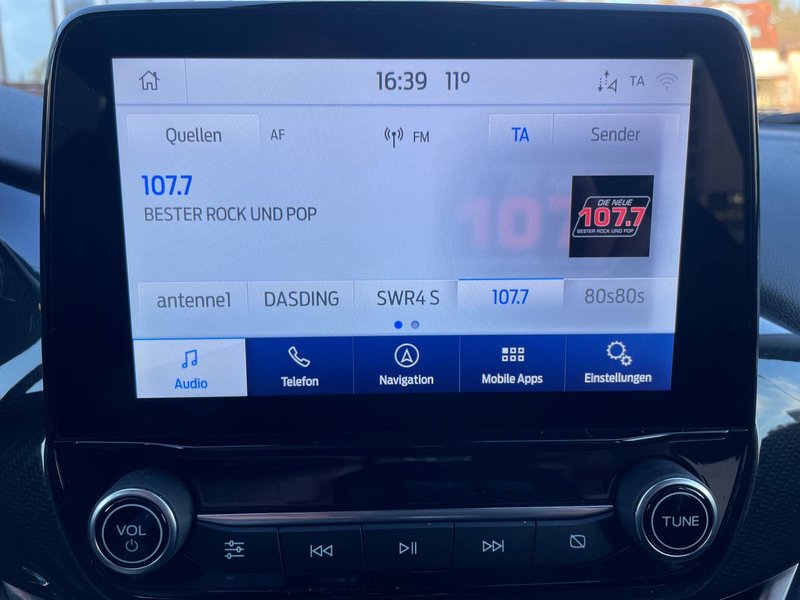 16:39 11º
TA
Quellen AF FM TA Sender
107.7
BESTER ROCK UND POP
DIE NEUE
107.7
BESTER ROCK UND POP
antenne1 DASDING SWR4 S 107.7 80s80s
Audio Telefon Navigation Mobile Apps Einstellungen
VOL
TUNE